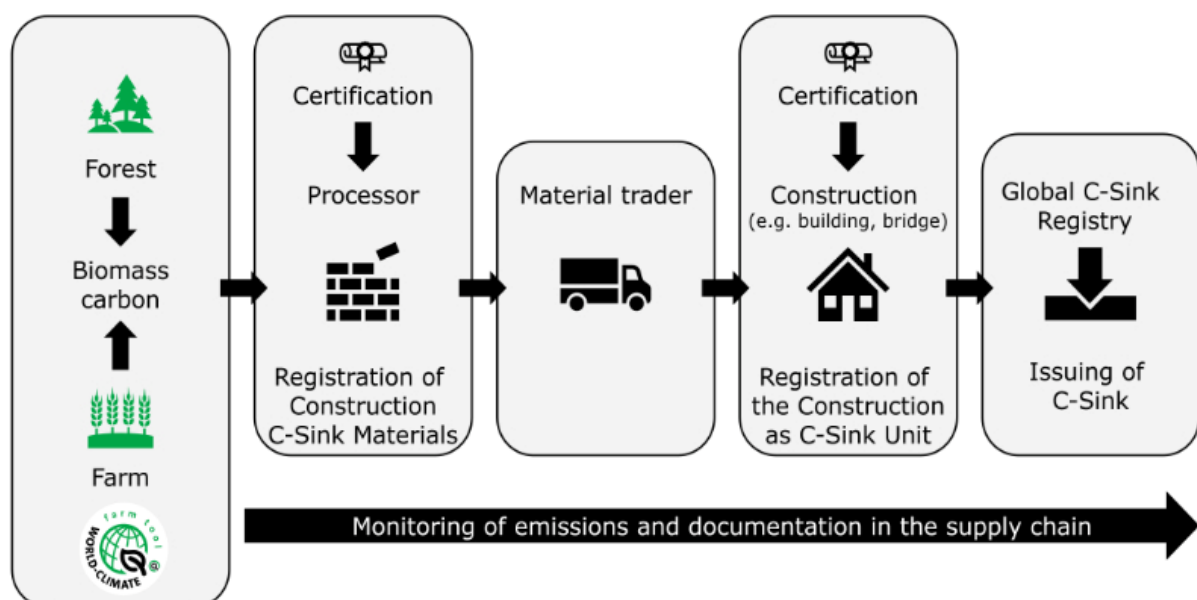 Forest
Biomass
carbon
Farm
farm tool
WORLD-CLIMATE
@
Certification
Processor
Registration of
Construction
C-Sink Materials
Material trader
Certification
Construction
(e.g. building, bridge)
Registration of
the Construction
as C-Sink Unit
Global C-Sink
Registry
Issuing of
C-Sink
Monitoring of emissions and documentation in the supply chain